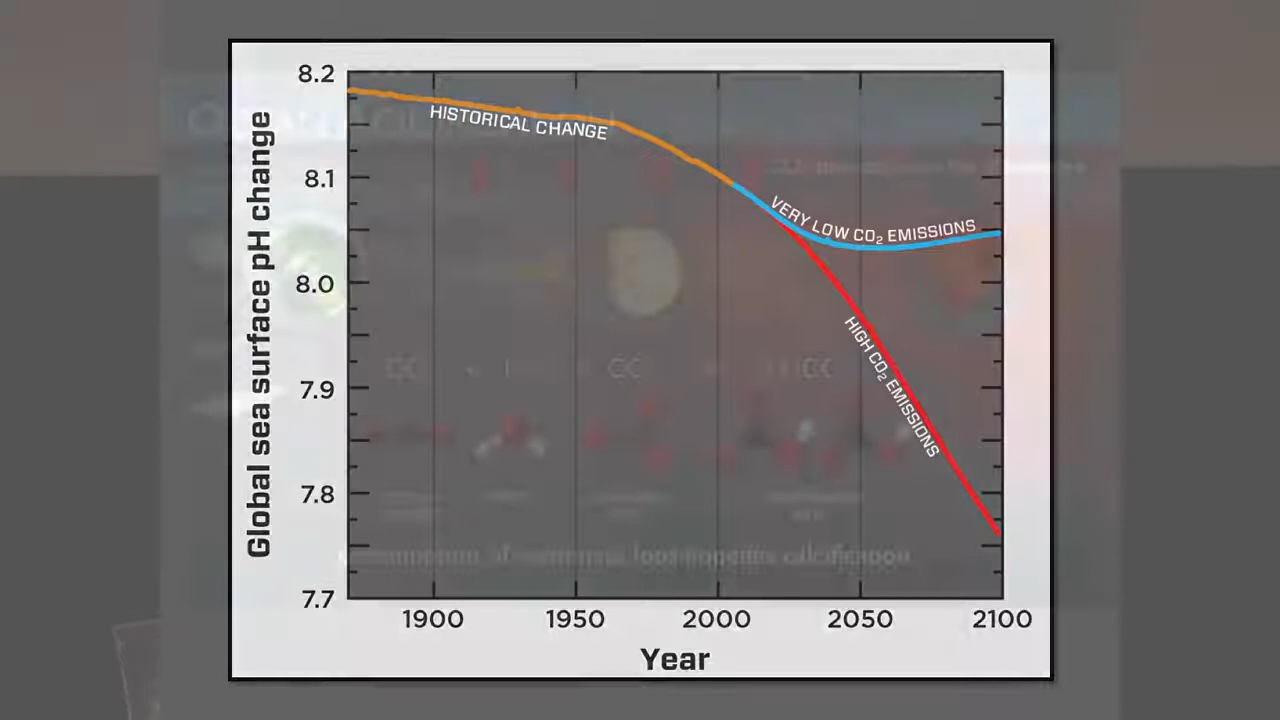 8.2
8.1
8.0
7.9
7.8
7.7
Global sea surface pH change
HISTORICAL CHANGE
VERY LOW CO₂ EMISSIONS
HIGH CO₂ EMISSIONS
1900 1950 2000 2050 2100
Year